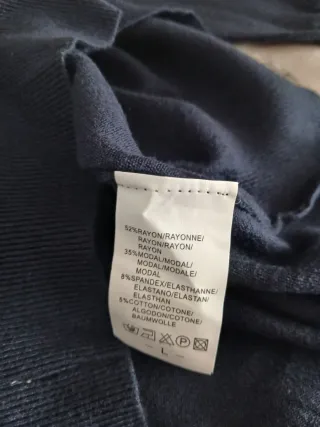 52%RAYON/RAYONNE/
RAYON/RAYON/
RAYON
35%MODAL/MODAL/
MODAL/MODALE/
MODAL
8%SPANDEX/ELASTHANNE/
ELASTANO/ELASTAN/
ELASTHAN
5%COTTON/COTONE/
ALGODON/COTONE/
BAUMWOLLE
P
- L -